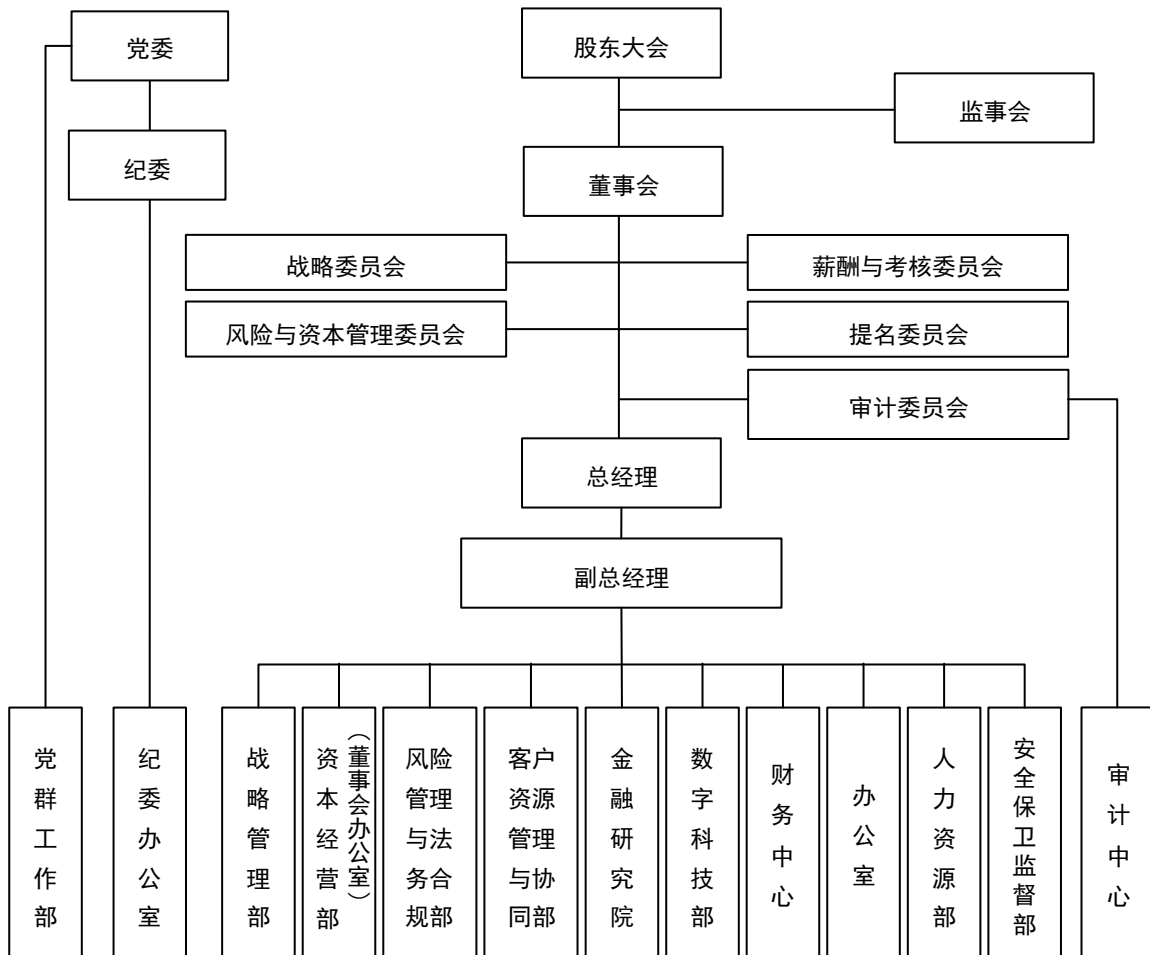 党委
股东大会
监事会
纪委
董事会
战略委员会
薪酬与考核委员会
风险与资本管理委员会
提名委员会
审计委员会
总经理
副总经理
党群工作部
纪委办公室
战略管理部
资本经营部
（董事会办公室）
风险管理与法务合规部
客户资源管理与协同部
金融研究院
数字科技部
财务中心
办公室
人力资源部
安全保卫监督部
审计中心